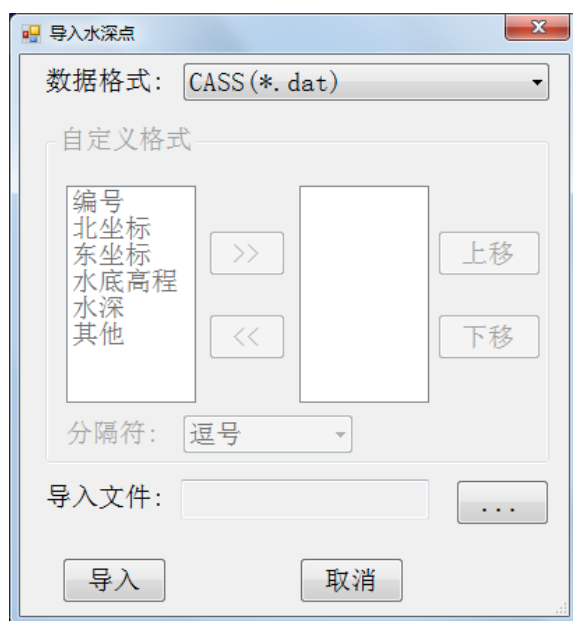 导入水深点
数据格式: CASS(*.dat)
自定义格式
编号
北坐标
东坐标
水底高程
水深
其他
>>
<<
上移
下移
分隔符: 逗号
导入文件: ...
导入 取消